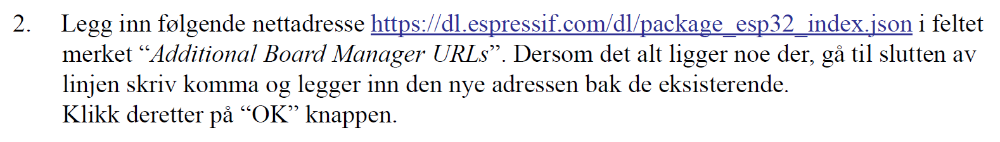 2. Legg inn følgende nettadresse https://dl.espressif.com/dl/package_esp32_index.json i feltet
merket “Additional Board Manager URLs”. Dersom det alt ligger noe der, gå til slutten av
linjen skriv komma og legger inn den nye adressen bak de eksisterende.
Klikk deretter på “OK” knappen.